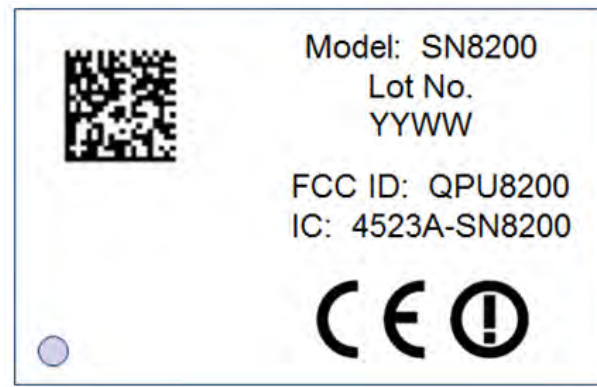 Model: SN8200
Lot No.
YYWW
FCC ID: QPU8200
IC: 4523A-SN8200
CE